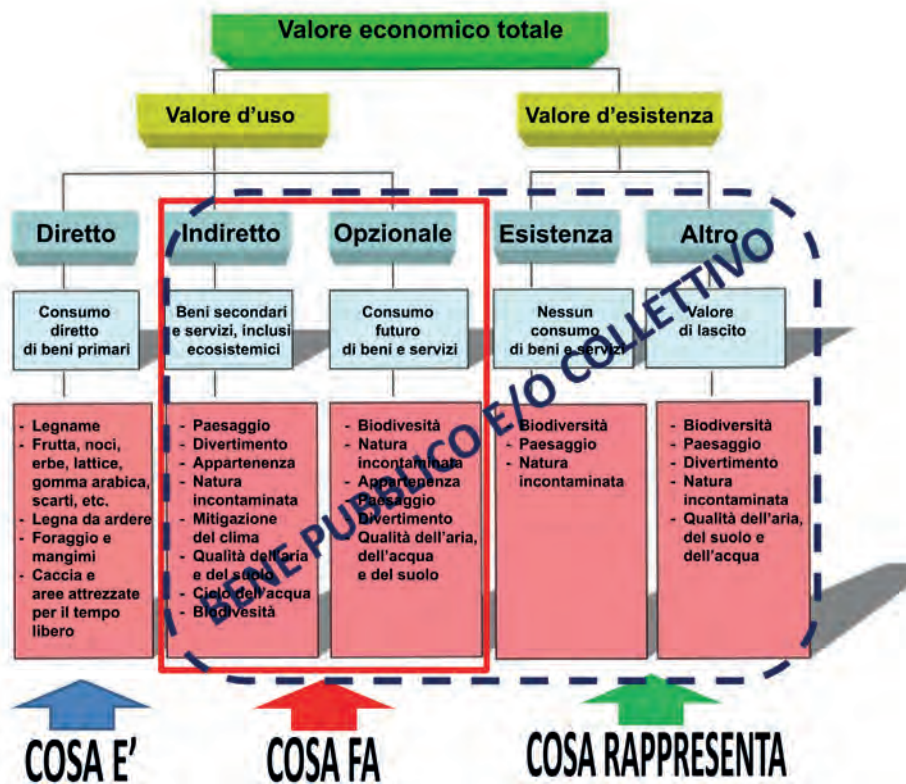 Valore economico totale
Valore d'uso
Valore d'esistenza
Diretto
Indiretto
Opzionale
Esistenza
Altro
Consumo
diretto
di beni primari
Beni secondari
e servizi, inclusi
ecosistemici
Consumo
futuro
di beni e servizi
Nessun
consumo
di beni e servizi
Valore
di lascito
- Legname
- Frutta, noci,
erbe, lattice,
gomma arabica,
scarti, etc.
- Legna da ardere
- Foraggio e
mangimi
- Caccia e
aree attrezzate
per il tempo
libero
- Paesaggio
- Divertimento
- Appartenenza
- Natura
incontaminata
- Mitigazione
del clima
- Qualità dell'aria
e del suolo
- Ciclo dell'acqua
- Biodivesità
- Biodivesità
- Natura
incontaminata
- Appartenenza
- Paesaggio
Divertimento
Qualità dell'aria,
dell'acqua
e del suolo
- Biodiversità
- Paesaggio
- Natura
incontaminata
- Biodiversità
- Paesaggio
- Divertimento
- Natura
incontaminata
- Qualità dell'aria,
del suolo e
dell'acqua
BENE PUBBLICO E/O COLLETTIVO
COSA E'
COSA FA
COSA RAPPRESENTA